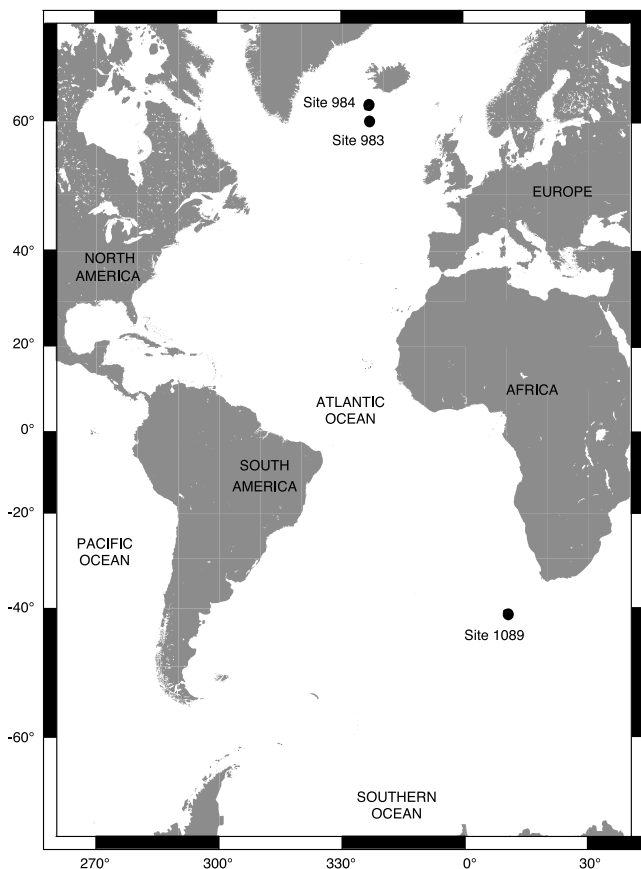 Site 984
60°
Site 983
EUROPE
40°
NORTH
AMERICA
20°
AFRICA
ATLANTIC
OCEAN
0°
SOUTH
AMERICA
-20°
PACIFIC
OCEAN
-40°
Site 1089
-60°
SOUTHERN
OCEAN
270°
300°
330°
0°
30°